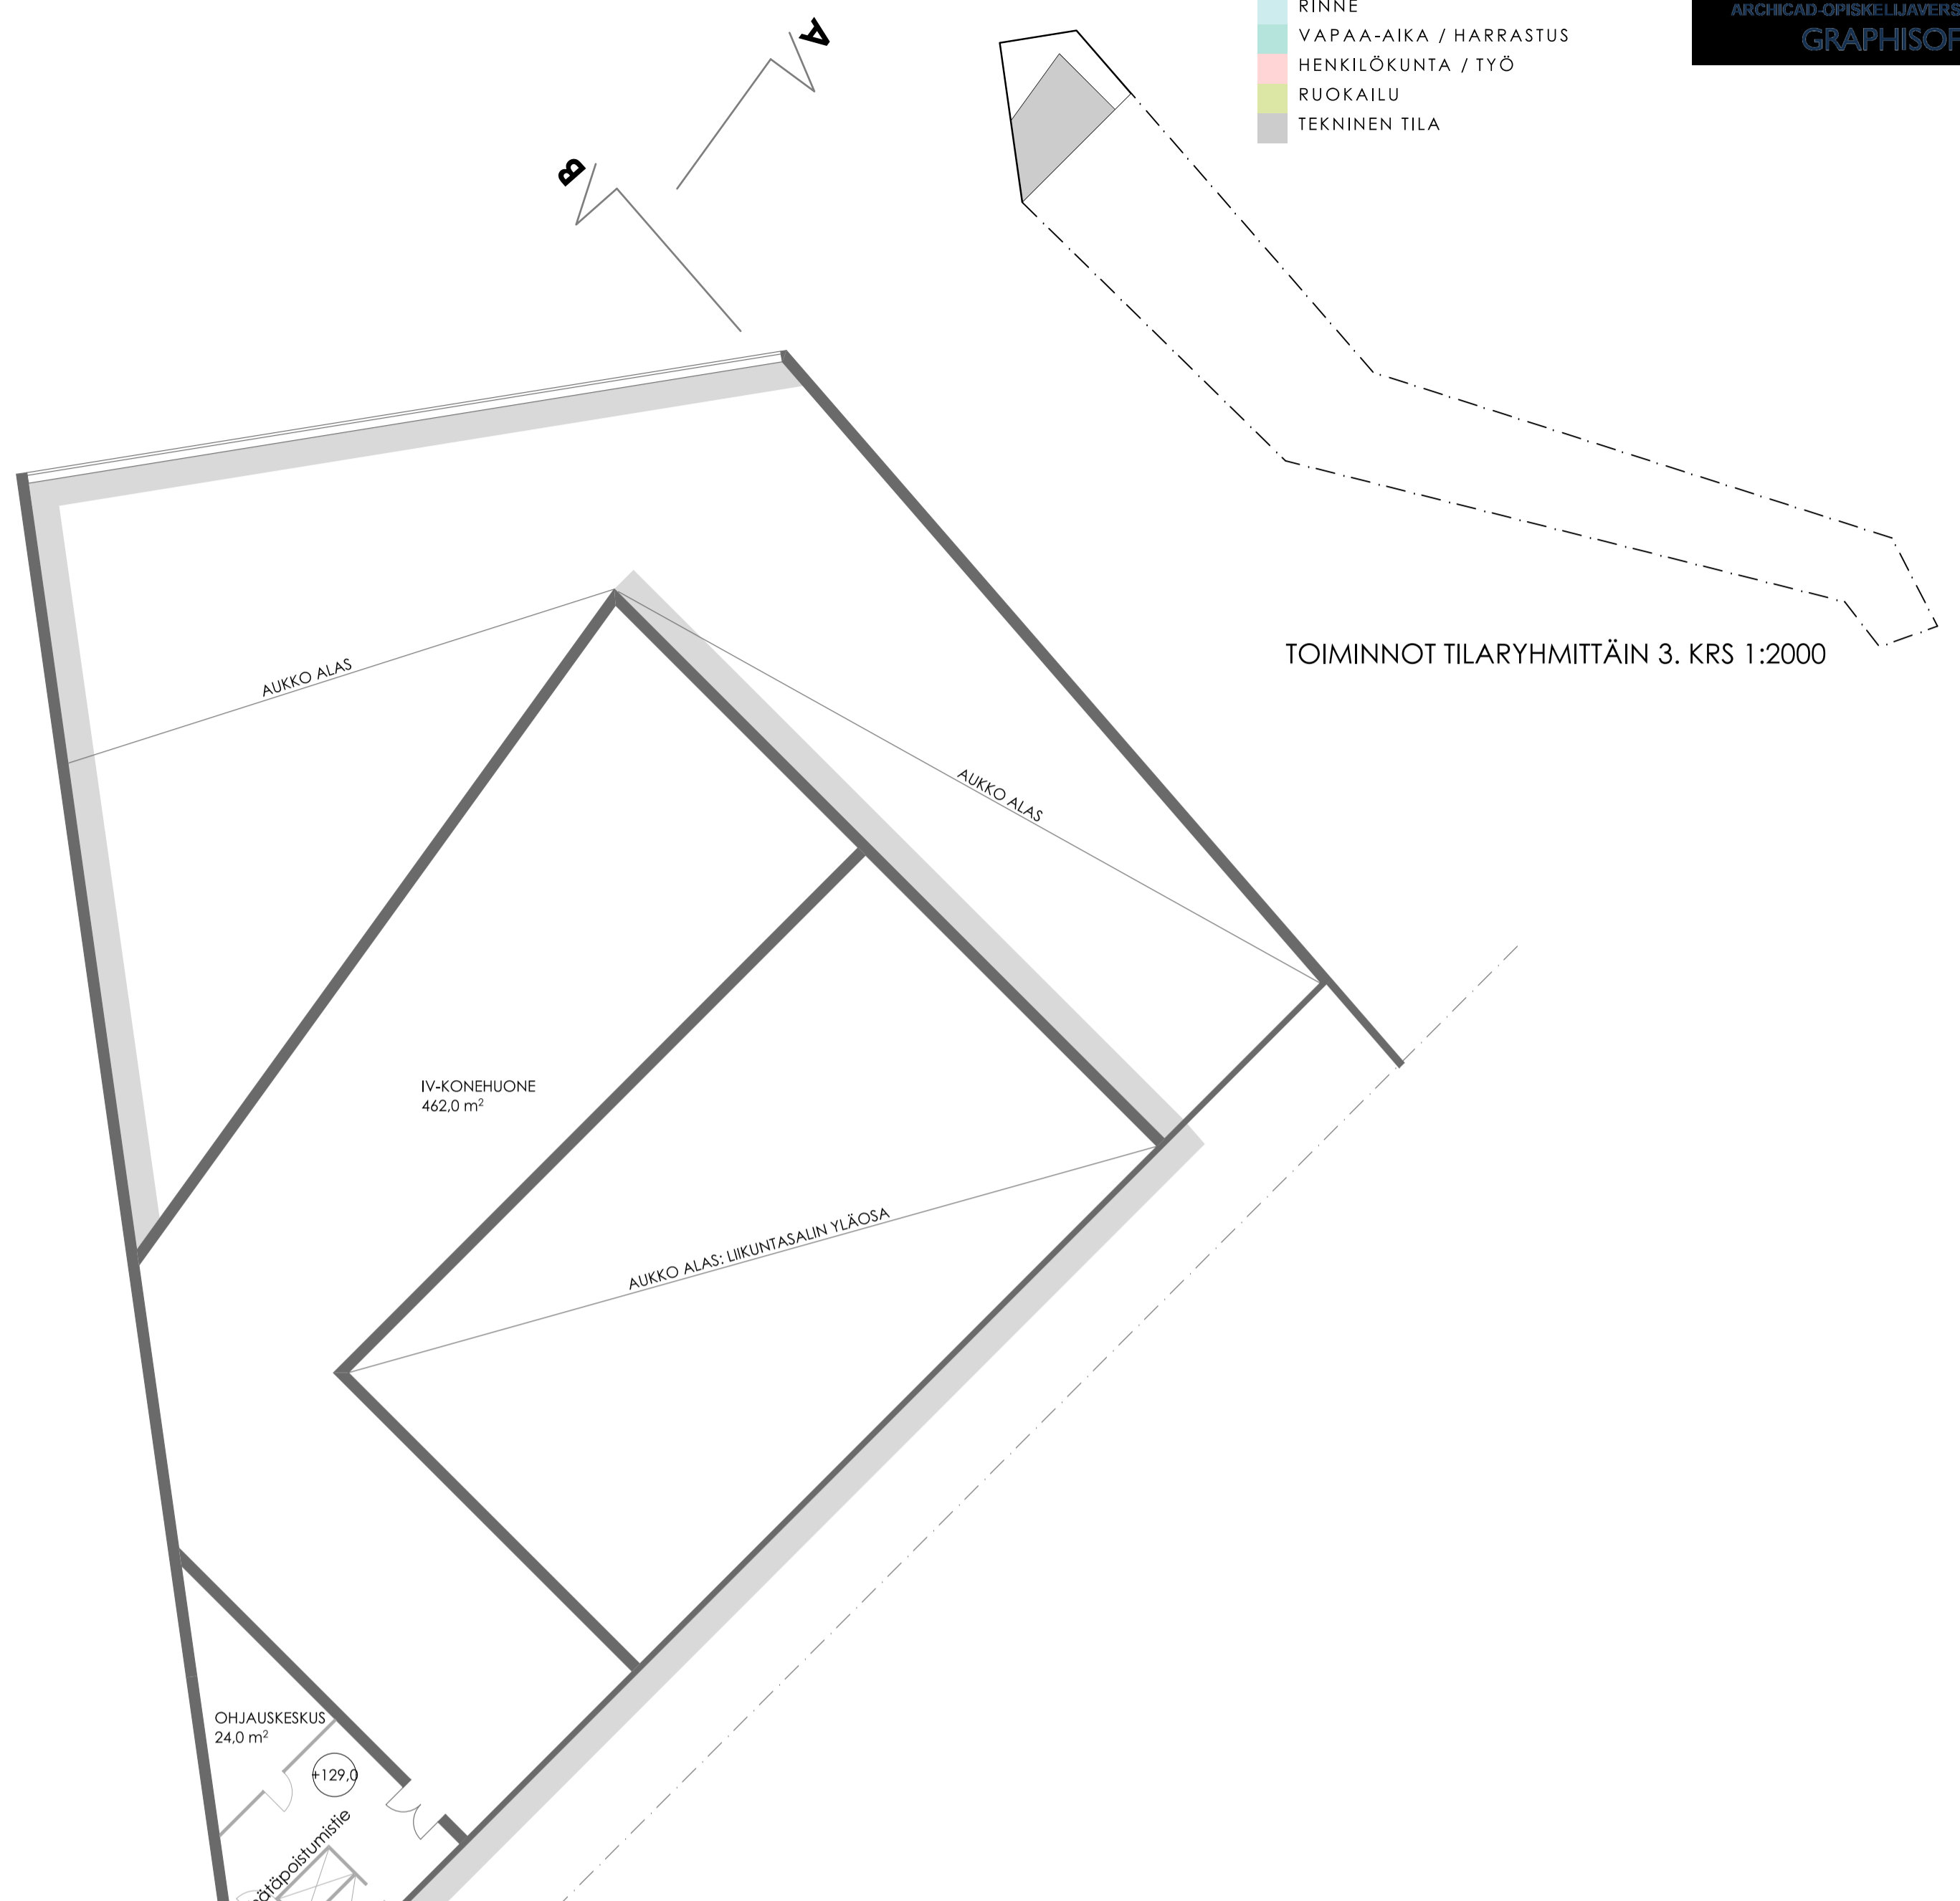 RINNE
VAPAA-AIKA / HARRASTUS
HENKILÖKUNTA / TYÖ
RUOKAILU
TEKNINEN TILA
ARCHICAD-OPISKELIJAVERS
GRAPHISOF
A
B
TOIMINNOT TILARYHMITTÄIN 3. KRS 1:2000
AUKKO ALAS
AUKKO ALAS
IV-KONEHUONE
462,0 m²
AUKKO ALAS: LIIKUNTASALIN YLÄOSA
OHJAUSKESKUS
24,0 m²
+129,0
ätäpoistumistie